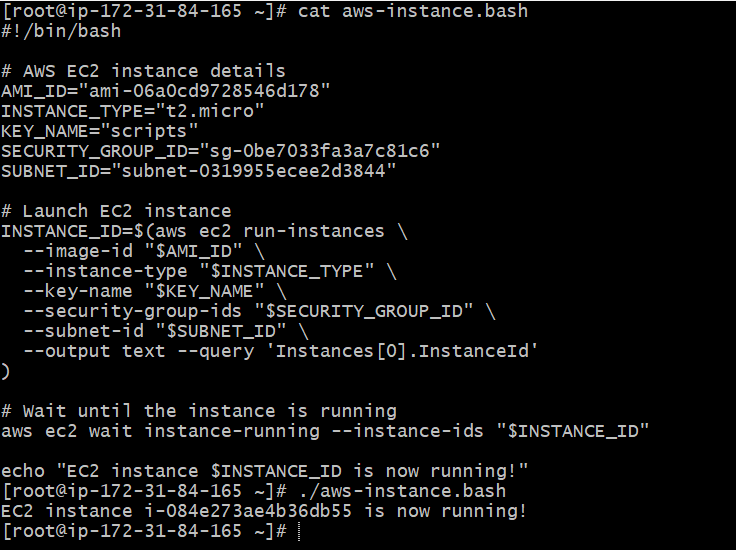 [root@ip-172-31-84-165 ~]# cat aws-instance.bash
#!/bin/bash

# AWS EC2 instance details
AMI_ID="ami-06a0cd9728546d178"
INSTANCE_TYPE="t2.micro"
KEY_NAME="scripts"
SECURITY_GROUP_ID="sg-0be7033fa3a7c81c6"
SUBNET_ID="subnet-0319955ecee2d3844"

# Launch EC2 instance
INSTANCE_ID=$(aws ec2 run-instances \
  --image-id "$AMI_ID" \
  --instance-type "$INSTANCE_TYPE" \
  --key-name "$KEY_NAME" \
  --security-group-ids "$SECURITY_GROUP_ID" \
  --subnet-id "$SUBNET_ID" \
  --output text --query 'Instances[0].InstanceId'
)

# Wait until the instance is running
aws ec2 wait instance-running --instance-ids "$INSTANCE_ID"

echo "EC2 instance $INSTANCE_ID is now running!"
[root@ip-172-31-84-165 ~]# ./aws-instance.bash
EC2 instance i-084e273ae4b36db55 is now running!
[root@ip-172-31-84-165 ~]#